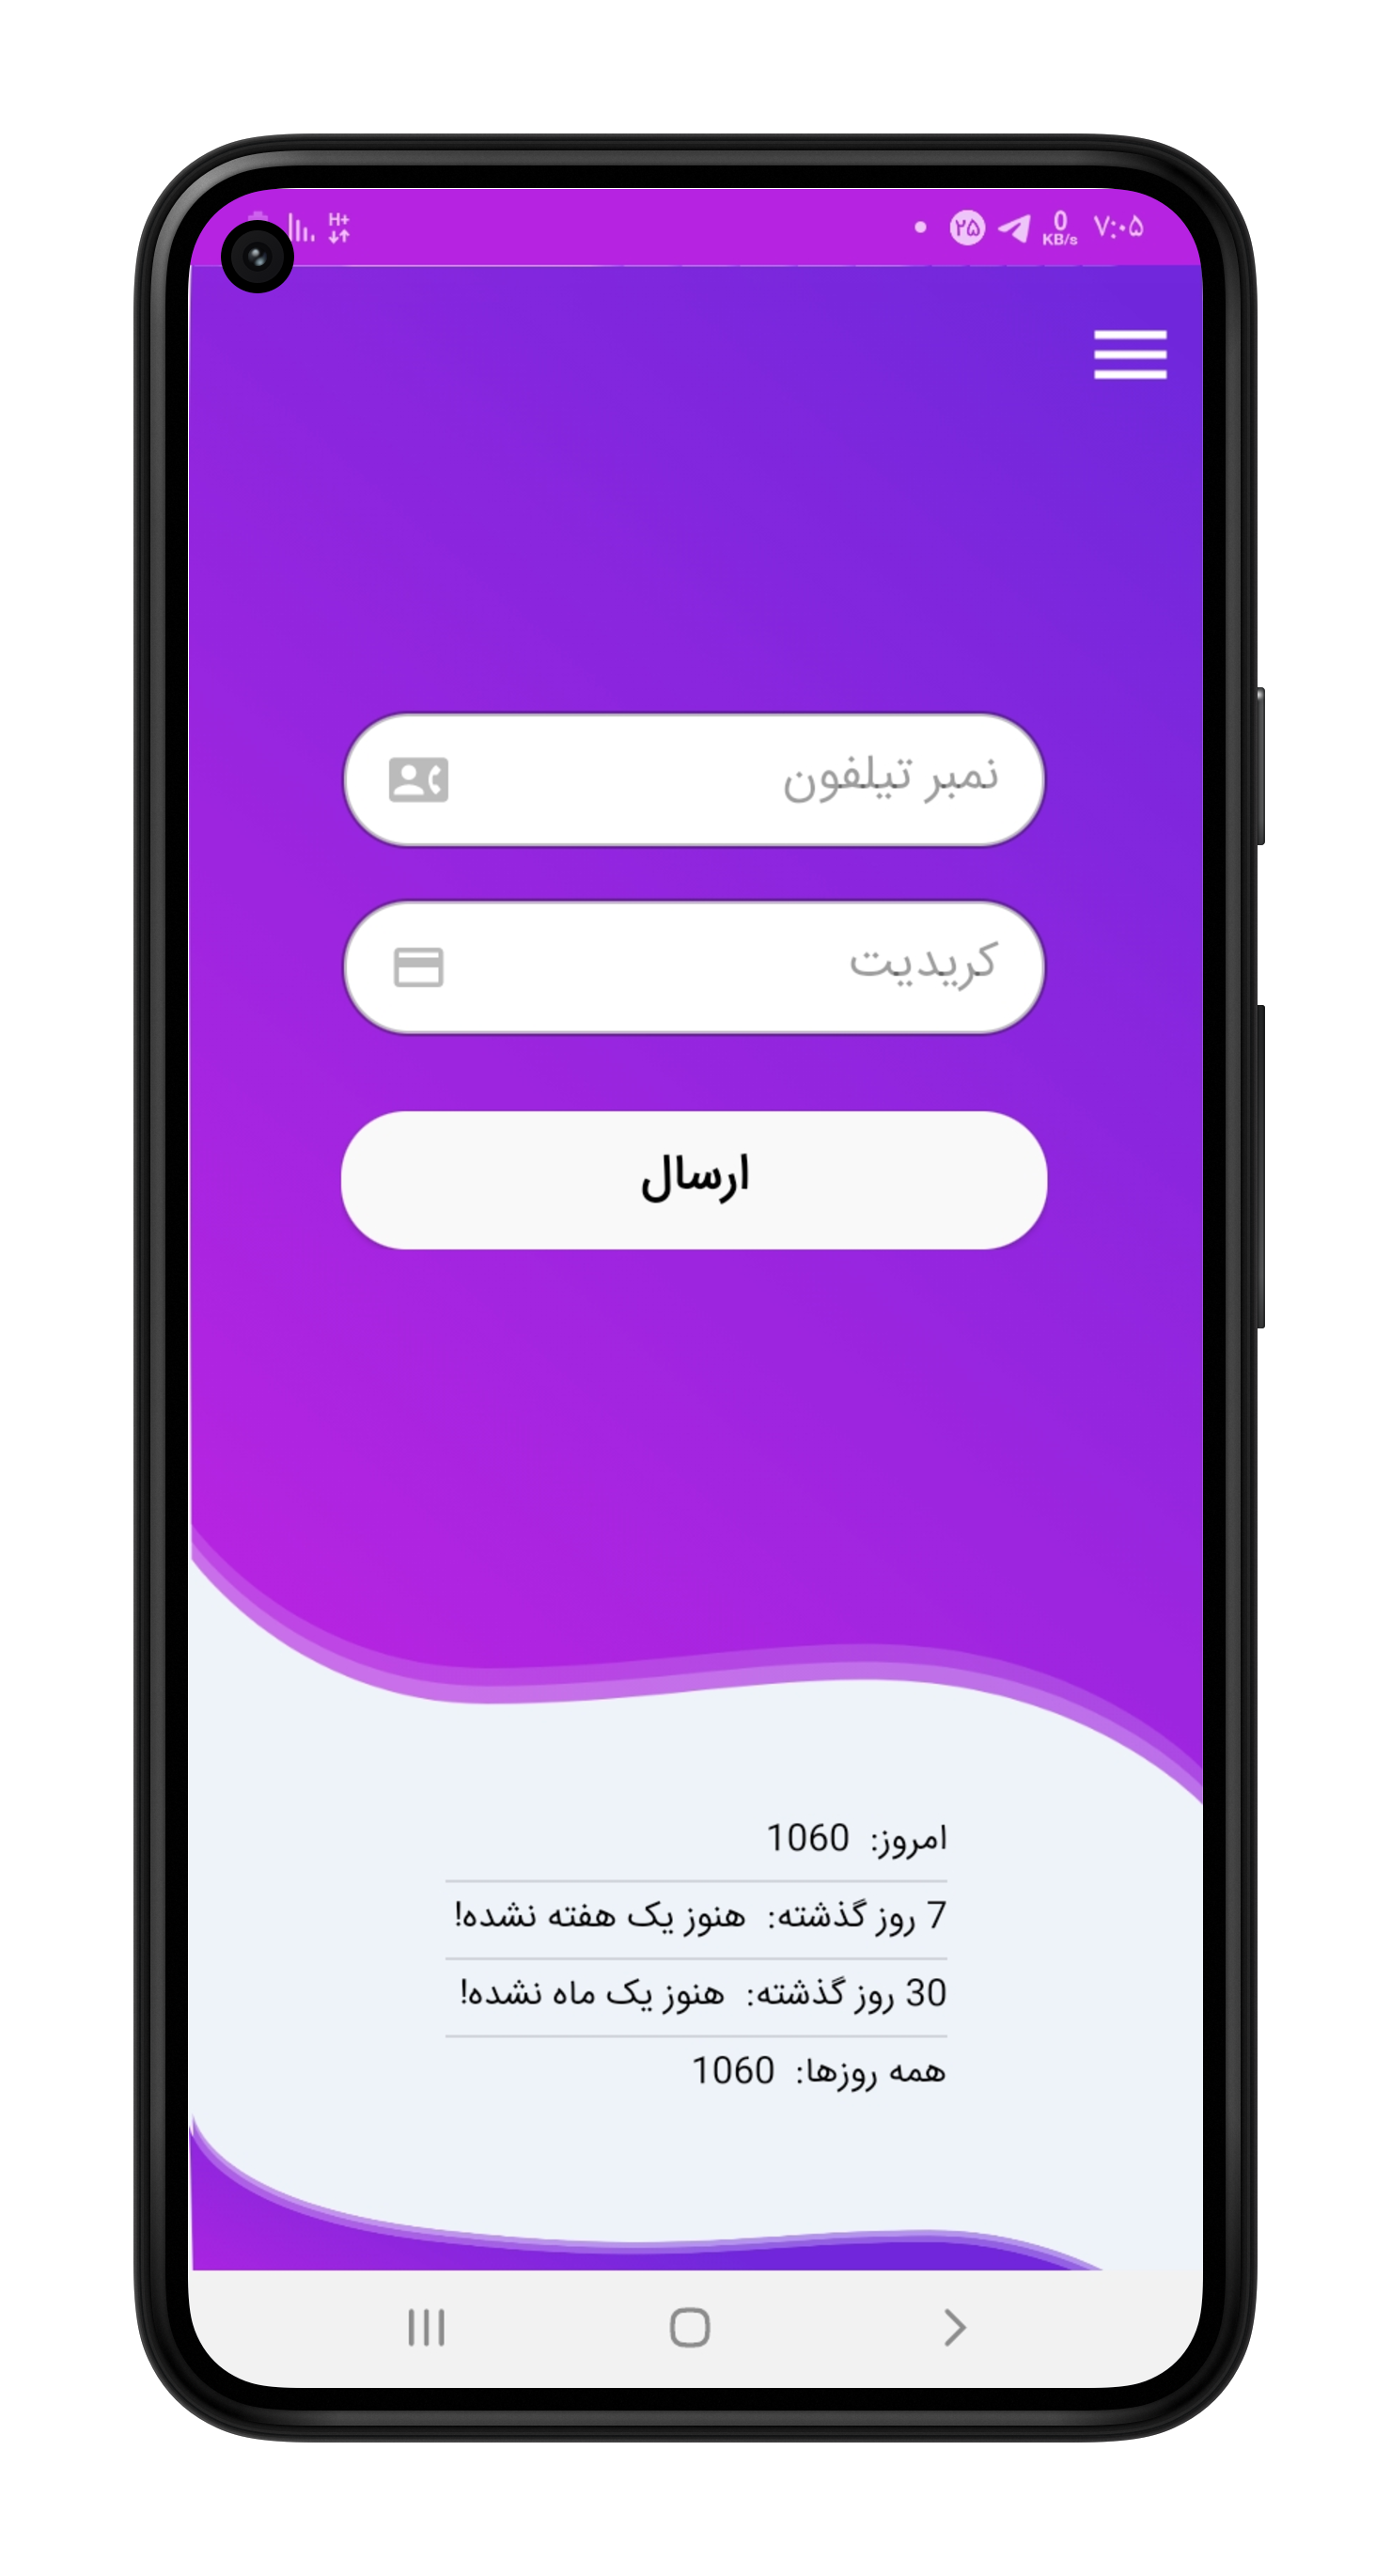 ۷:۰۵ 0 KB/s ۲۵ H+
نمبر تیلفون
کریدیت
ارسال
امروز: 1060
7 روز گذشته: هنوز یک هفته نشده!
30 روز گذشته: هنوز یک ماه نشده!
همه روزها: 1060